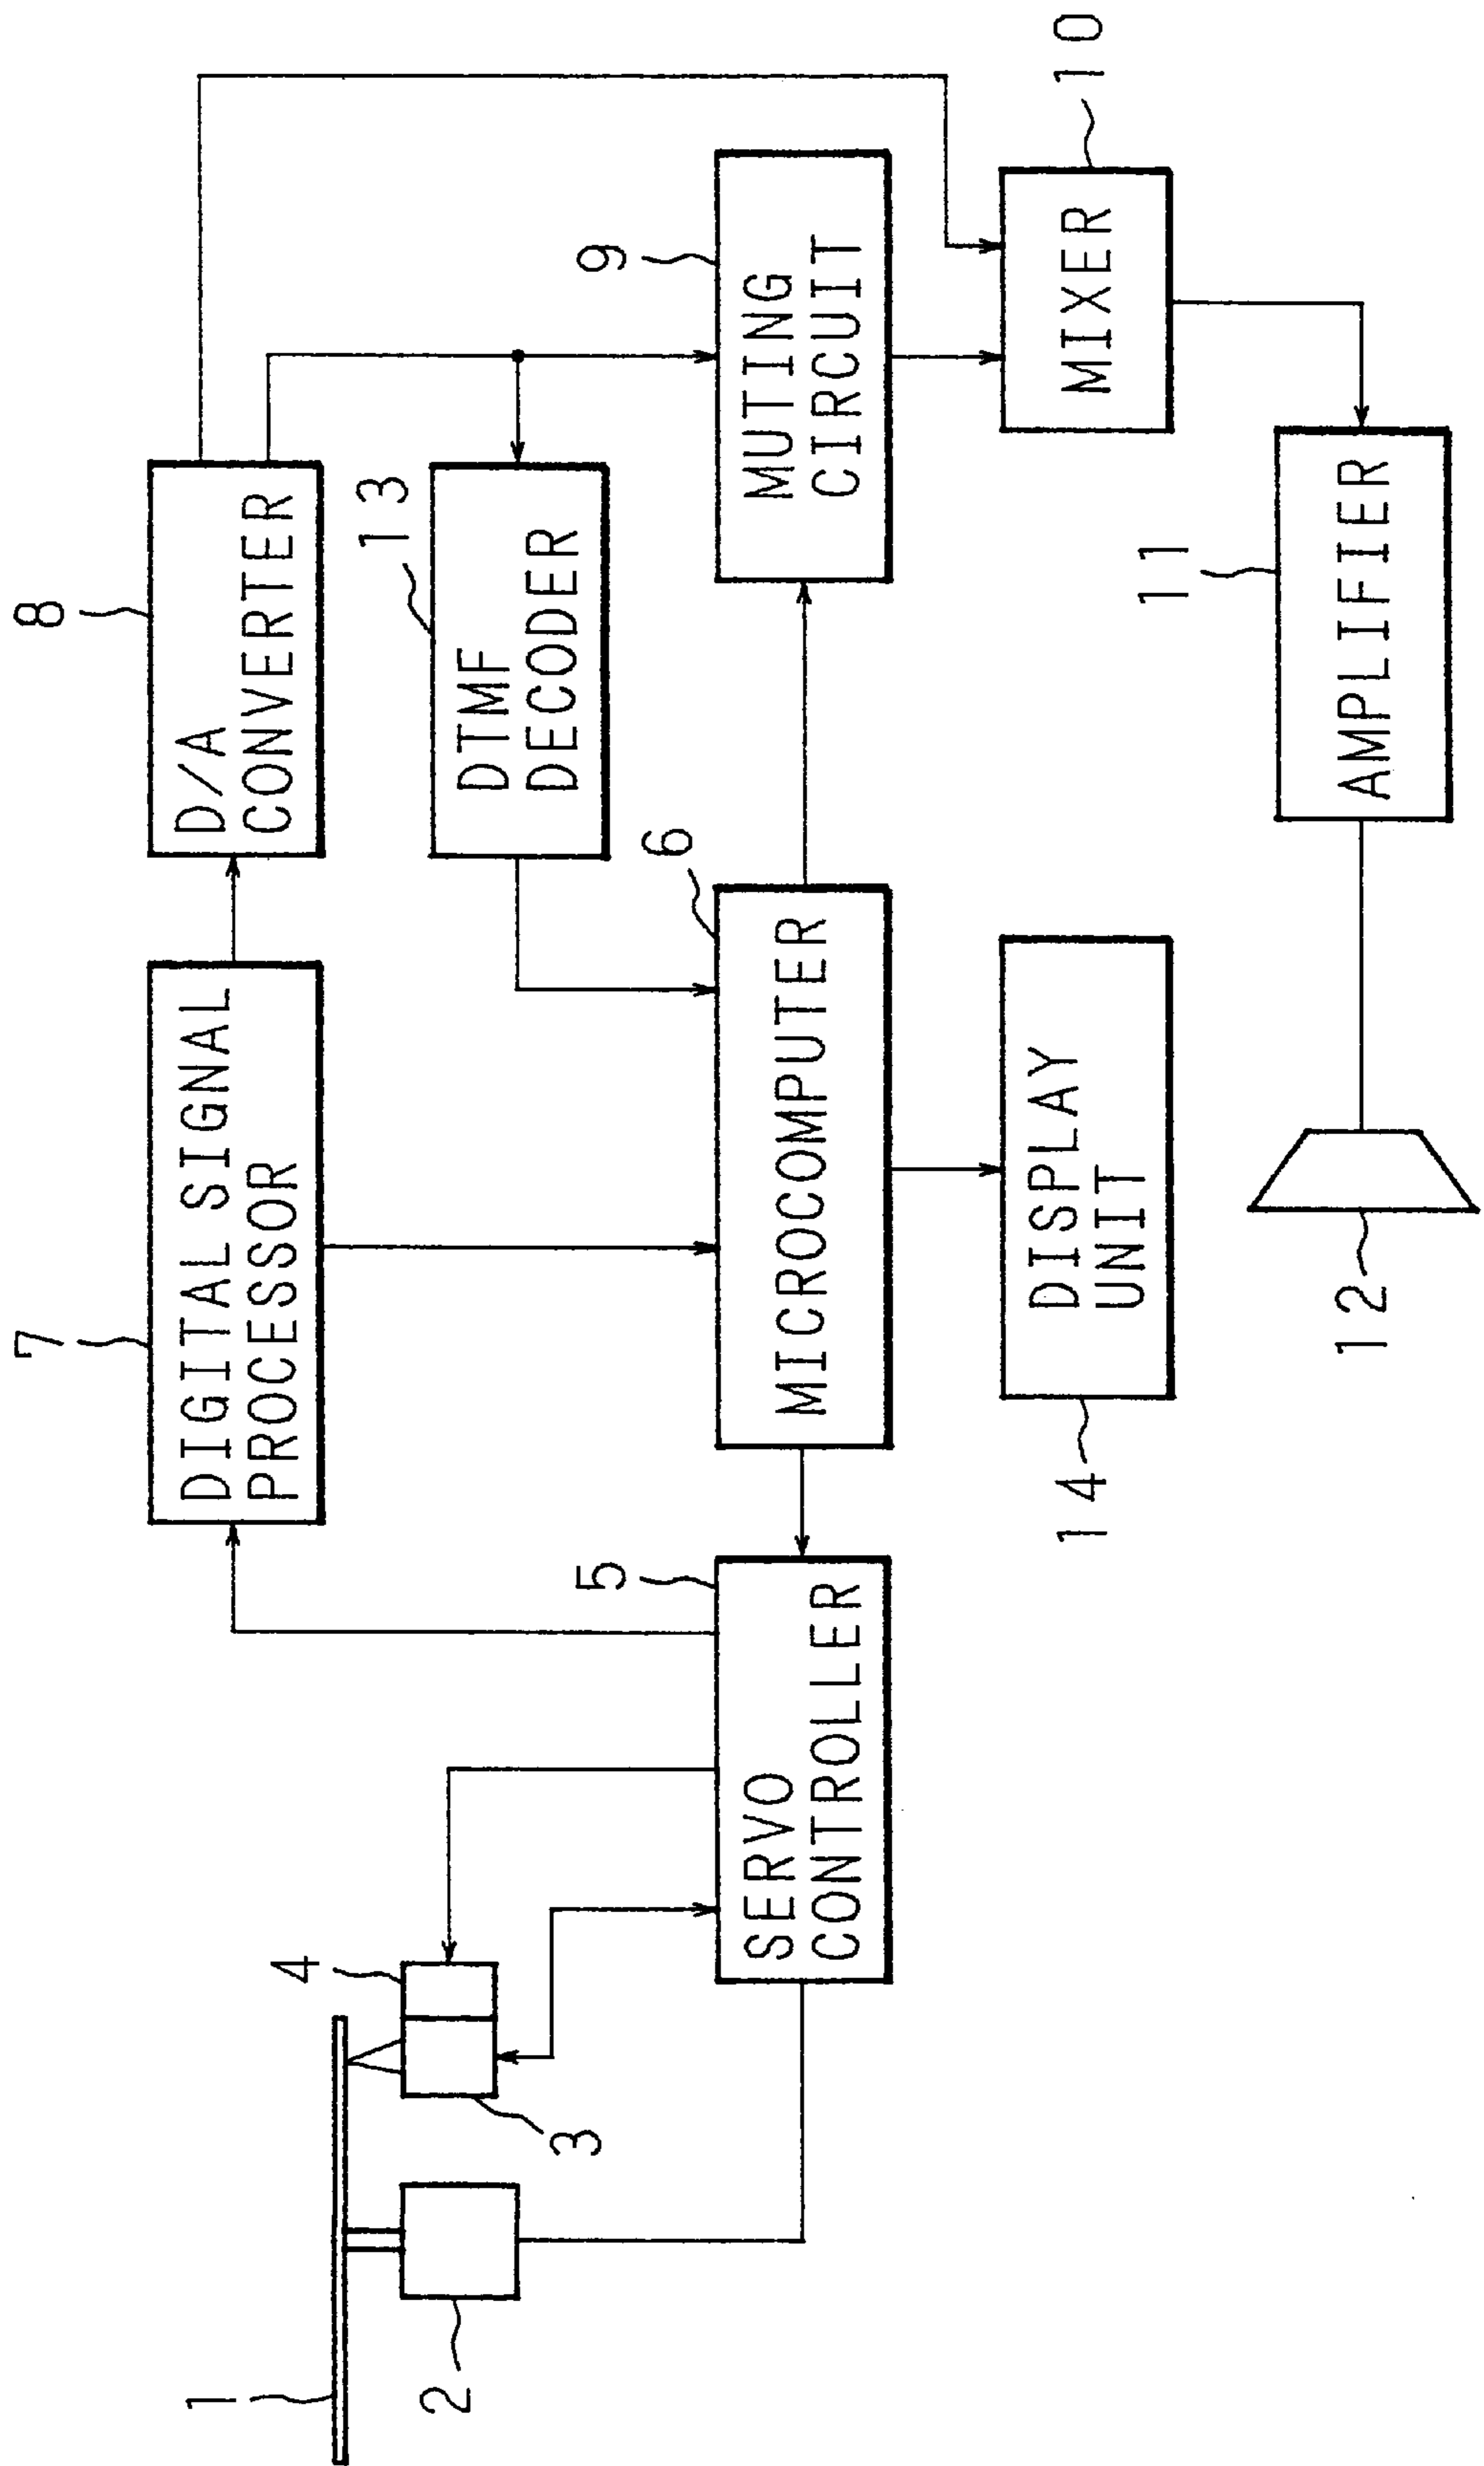 7
DIGITAL SIGNAL
PROCESSOR
8
D/A
CONVERTER
13
DTMF
DECODER
1
4
3
2
5
SERVO
CONTROLLER
6
MICROCOMPUTER
9
MUTING
CIRCUIT
14
DISPLAY
UNIT
10
MIXER
12
11
AMPLIFIER